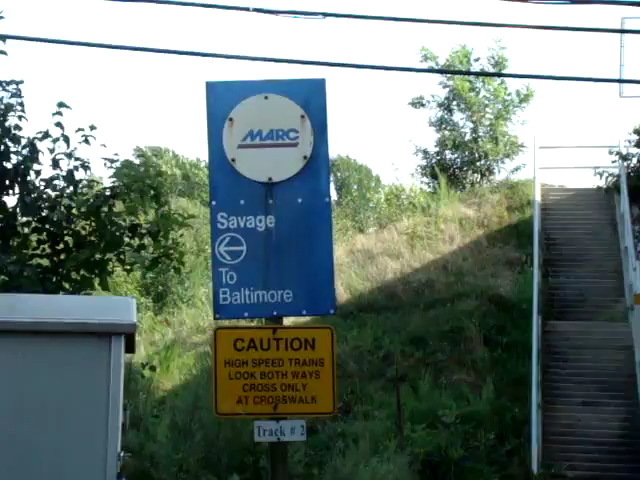 MARC
Savage
To
Baltimore
CAUTION
HIGH SPEED TRAINS
LOOK BOTH WAYS
CROSS ONLY
AT CROSSWALK
Track # 2